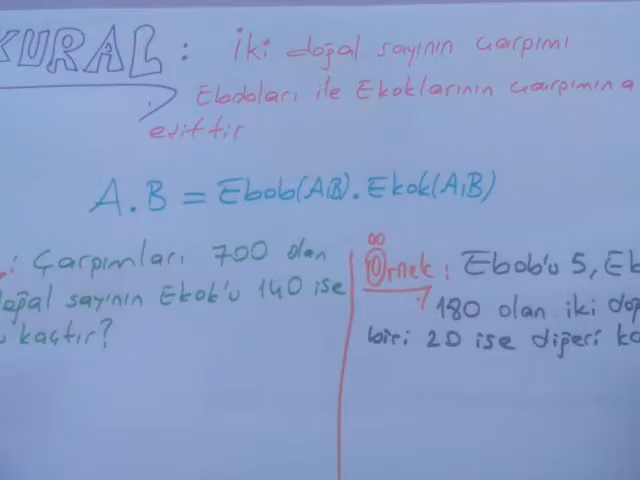 KURAL: İki doğal sayının çarpımı
Ebobları ile Ekoklarının çarpımına
eşittir
A.B = Ebob(A,B).Ekok(A,B)
: Çarpımları 700 olan
doğal sayının Ekok'u 140 ise
kaçtır?
Örnek: Ebob'u 5, Ek
180 olan iki doğ
biri 20 ise diğeri ka